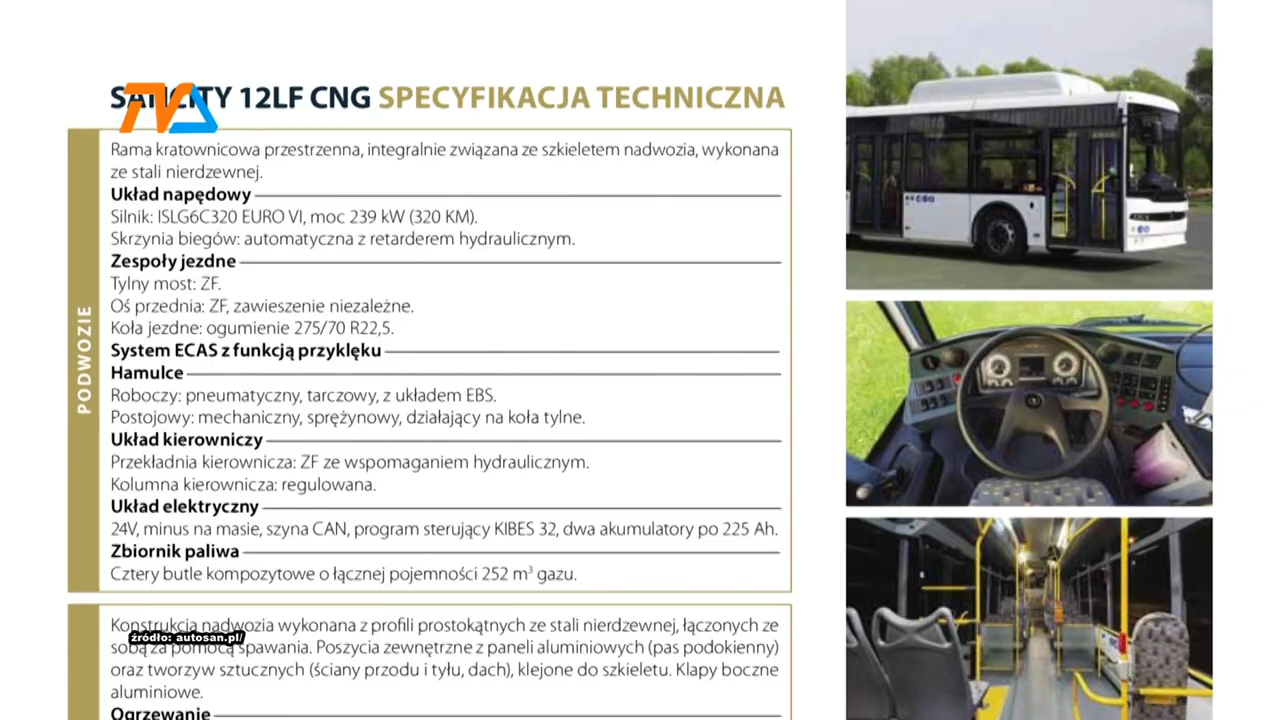 SANCITY 12LF CNG SPECYFIKACJA TECHNICZNA
TVA
PODWOZIE
Rama kratownicowa przestrzenna, integralnie związana ze szkieletem nadwozia, wykonana
ze stali nierdzewnej.
Układ napędowy
Silnik: ISLG6C320 EURO VI, moc 239 kW (320 KM).
Skrzynia biegów: automatyczna z retarderem hydraulicznym.
Zespoły jezdne
Tylny most: ZF.
Oś przednia: ZF, zawieszenie niezależne.
Koła jezdne: ogumienie 275/70 R22,5.
System ECAS z funkcją przyklęku
Hamulce
Roboczy: pneumatyczny, tarczowy, z układem EBS.
Postojowy: mechaniczny, sprężynowy, działający na koła tylne.
Układ kierowniczy
Przekładnia kierownicza: ZF ze wspomaganiem hydraulicznym.
Kolumna kierownicza: regulowana.
Układ elektryczny
24V, minus na masie, szyna CAN, program sterujący KIBES 32, dwa akumulatory po 225 Ah.
Zbiornik paliwa
Cztery butle kompozytowe o łącznej pojemności 252 m³ gazu.
Konstrukcja nadwozia wykonana z profili prostokątnych ze stali nierdzewnej, łączonych ze
źródło: autosan.pl/
sobą za pomocą spawania. Poszycia zewnętrzne z paneli aluminiowych (pas podokienny)
oraz tworzyw sztucznych (ściany przodu i tyłu, dach), klejone do szkieletu. Klapy boczne
aluminiowe.
Ogrzewanie